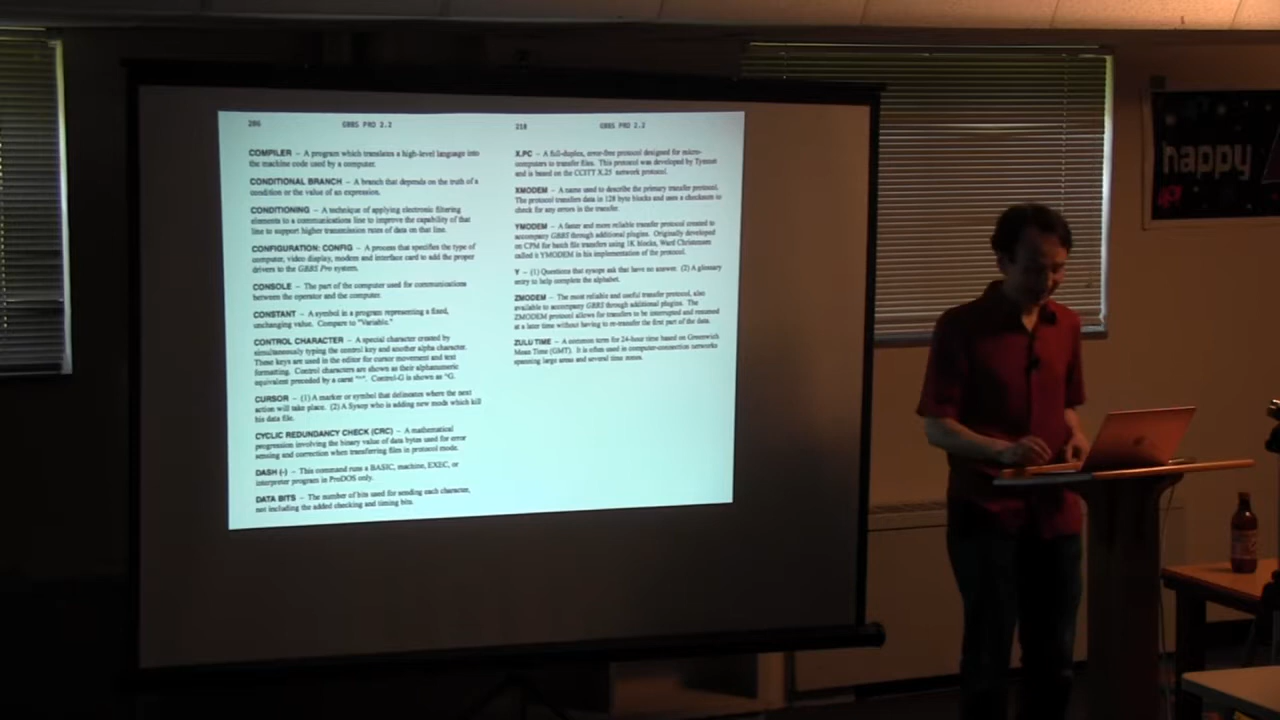 206 GBBS PRO 2.2
COMPILER – A program which translates a high-level language into
the machine code used by a computer.
CONDITIONAL BRANCH – A branch that depends on the truth of a
condition or the value of an expression.
CONDITIONING – A technique of applying electronic filtering
elements to a communications line to improve the capability of that
line to support higher transmission rates of data on that line.
CONFIGURATION: CONFIG – A process that specifies the type of
computer, video display, modem and interface card to add the proper
drivers to the GBBS Pro system.
CONSOLE – The part of the computer used for communications
between the operator and the computer.
CONSTANT – A symbol in a program representing a fixed,
unchanging value. Compare to "Variable."
CONTROL CHARACTER – A special character created by
simultaneously typing the control key and another alpha character.
These keys are used in the editor for cursor movement and text
formatting. Control characters are shown as their alphanumeric
equivalent preceded by a caret "^". Control-G is shown as ^G.
CURSOR – (1) A marker or symbol that delineates where the next
action will take place. (2) A Sysop who is adding new mods which kill
his data file.
CYCLIC REDUNDANCY CHECK (CRC) – A mathematical
progression involving the binary value of data bytes used for error
sensing and correction when transferring files in protocol mode.
DASH (-) – This command runs a BASIC, machine, EXEC, or
interpreter program in ProDOS only.
DATA BITS – The number of bits used for sending each character,
not including the added checking and timing bits.
218 GBBS PRO 2.2
X.PC – A full-duplex, error-free protocol designed for micro-
computers to transfer files. This protocol was developed by Tymnet
and is based on the CCITT X.25 network protocol.
XMODEM – A name used to describe the primary transfer protocol.
The protocol transfers data in 128 byte blocks and uses a checksum to
check for any errors in the transfer.
YMODEM – A faster and more reliable transfer protocol created to
accompany GBBS through additional plugins. Originally developed
on CPM for batch file transfers using 1K blocks, Ward Christensen
called it YMODEM in his implementation of the protocol.
Y – (1) Questions that sysops ask that have no answer. (2) A glossary
entry to help complete the alphabet.
ZMODEM – The most reliable and useful transfer protocol, also
available to accompany GBBS through additional plugins. The
ZMODEM protocol allows for transfers to be interrupted and resumed
at a later time without having to re-transfer the first part of the data.
ZULU TIME – A common term for 24-hour time based on Greenwich
Mean Time (GMT). It is often used in computer-connection networks
spanning large areas and several time zones.
happy